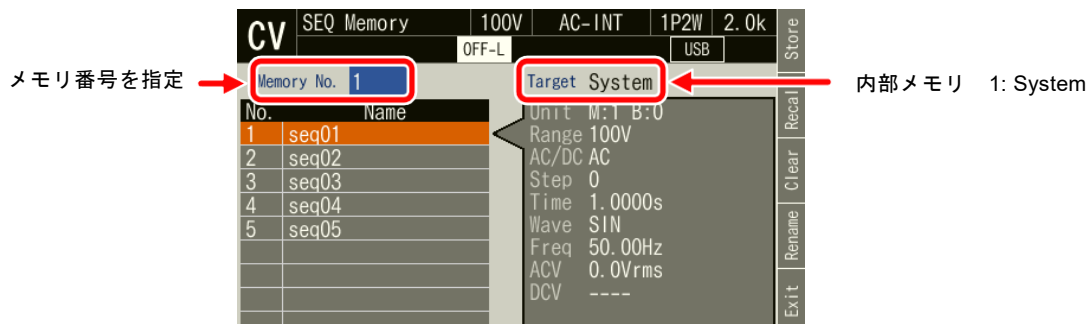 CV SEQ Memory 100V AC-INT 1P2W 2.0k
OFF-L USB
Store
メモリ番号を指定
Memory No. 1
Target System
内部メモリ 1: System
No. Name
1 seq01
2 seq02
3 seq03
4 seq04
5 seq05
Unit M:1 B:0
Range 100V
AC/DC AC
Step 0
Time 1.0000s
Wave SIN
Freq 50.00Hz
ACV 0.0Vrms
DCV ----
Recal
Clear
Rename
Exit